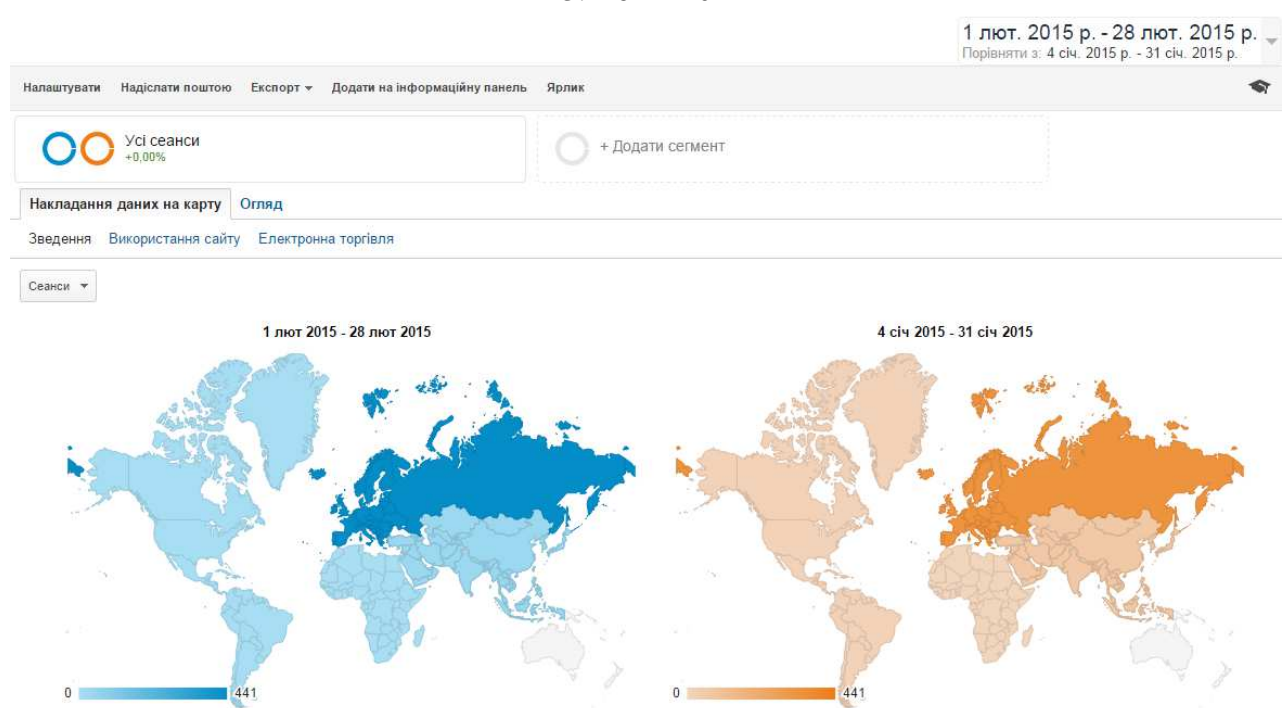 1 лют. 2015 р. - 28 лют. 2015 р.
Порівняти з: 4 січ. 2015 р. - 31 січ. 2015 р.
Налаштувати Надіслати поштою Експорт Додати на інформаційну панель Ярлик
Усі сеанси
+0,00%
+ Додати сегмент
Накладання даних на карту Огляд
Зведення Використання сайту Електронна торгівля
Сеанси
1 лют 2015 - 28 лют 2015 4 січ 2015 - 31 січ 2015
0 441 0 441